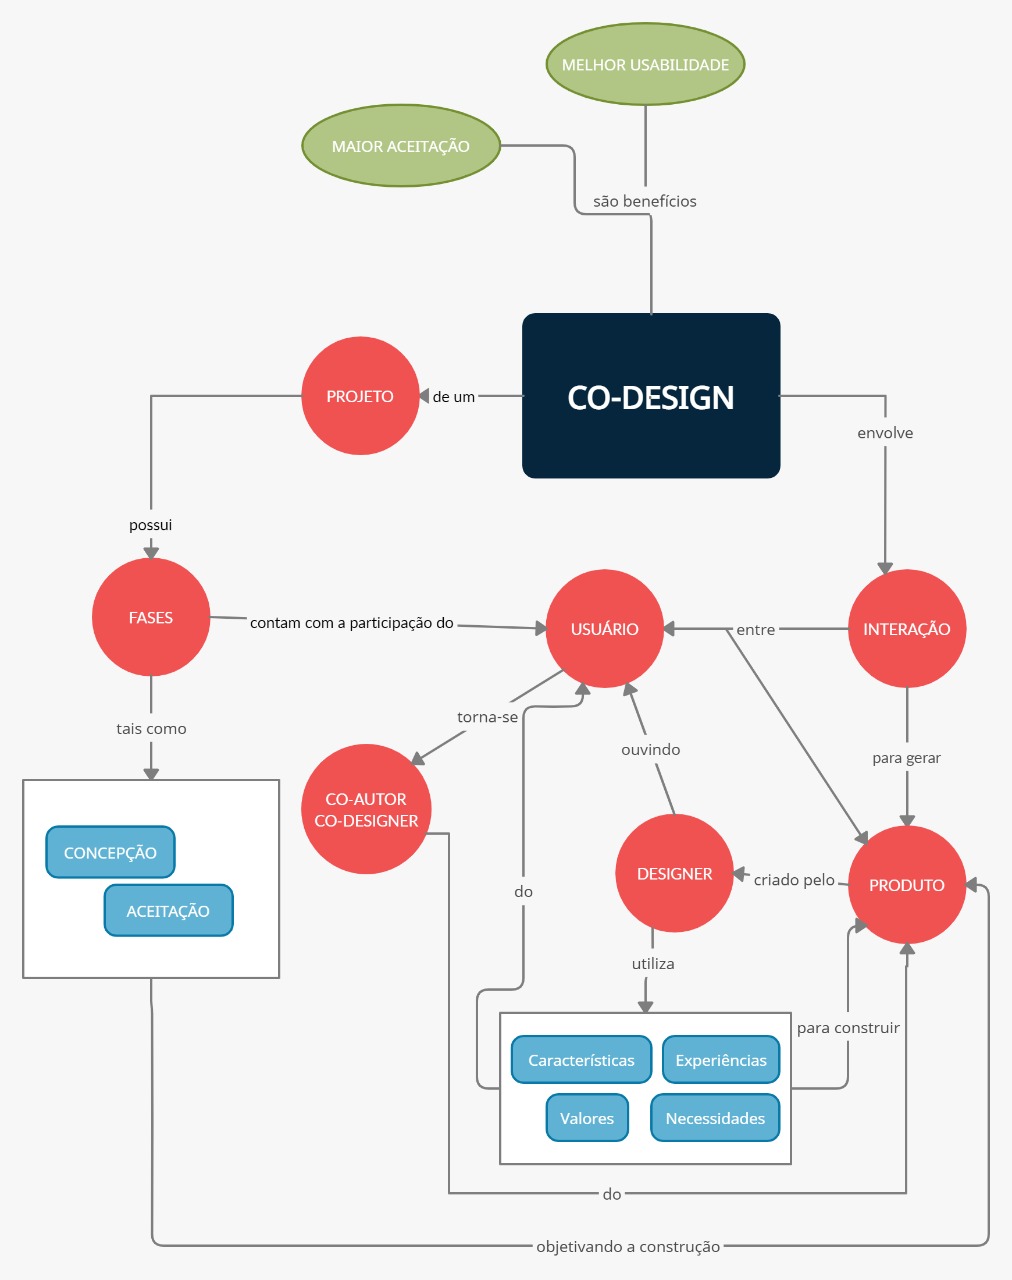 MELHOR USABILIDADE
MAIOR ACEITAÇÃO
são benefícios
CO-DESIGN
de um
PROJETO
envolve
possui
FASES
contam com a participação do
USUÁRIO
entre
INTERAÇÃO
tais como
torna-se
ouvindo
para gerar
CO-AUTOR
CO-DESIGNER
CONCEPÇÃO
ACEITAÇÃO
do
DESIGNER
criado pelo
PRODUTO
utiliza
para construir
Características
Experiências
Valores
Necessidades
do
objetivando a construção